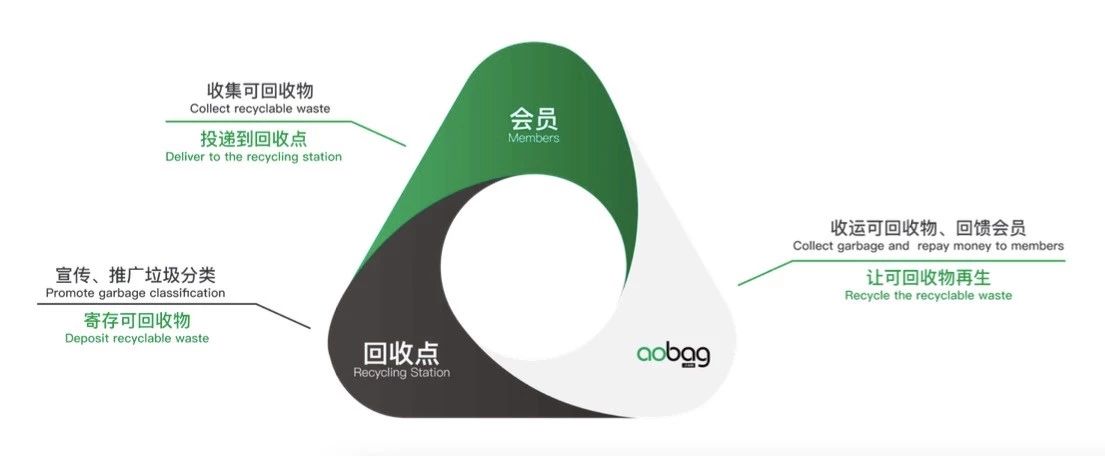 收集可回收物
Collect recyclable waste
投递到回收点
Deliver to the recycling station
会员
Members
收运可回收物、回馈会员
Collect garbage and repay money to members
让可回收物再生
Recycle the recyclable waste
宣传、推广垃圾分类
Promote garbage classification
寄存可回收物
Deposit recyclable waste
回收点
Recycling Station
aobag